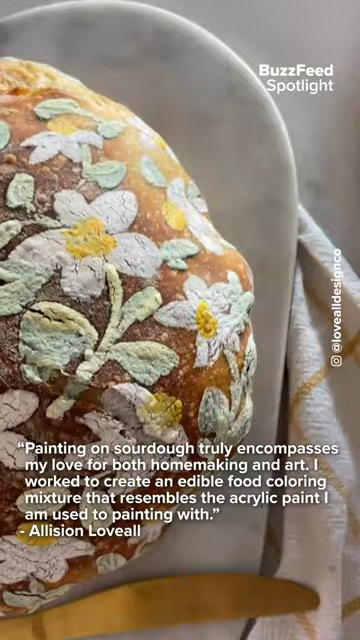 BuzzFeed
Spotlight
@lovealldesignco
“Painting on sourdough truly encompasses
my love for both homemaking and art. I
worked to create an edible food coloring
mixture that resembles the acrylic paint I
am used to painting with.”
- Allision Loveall